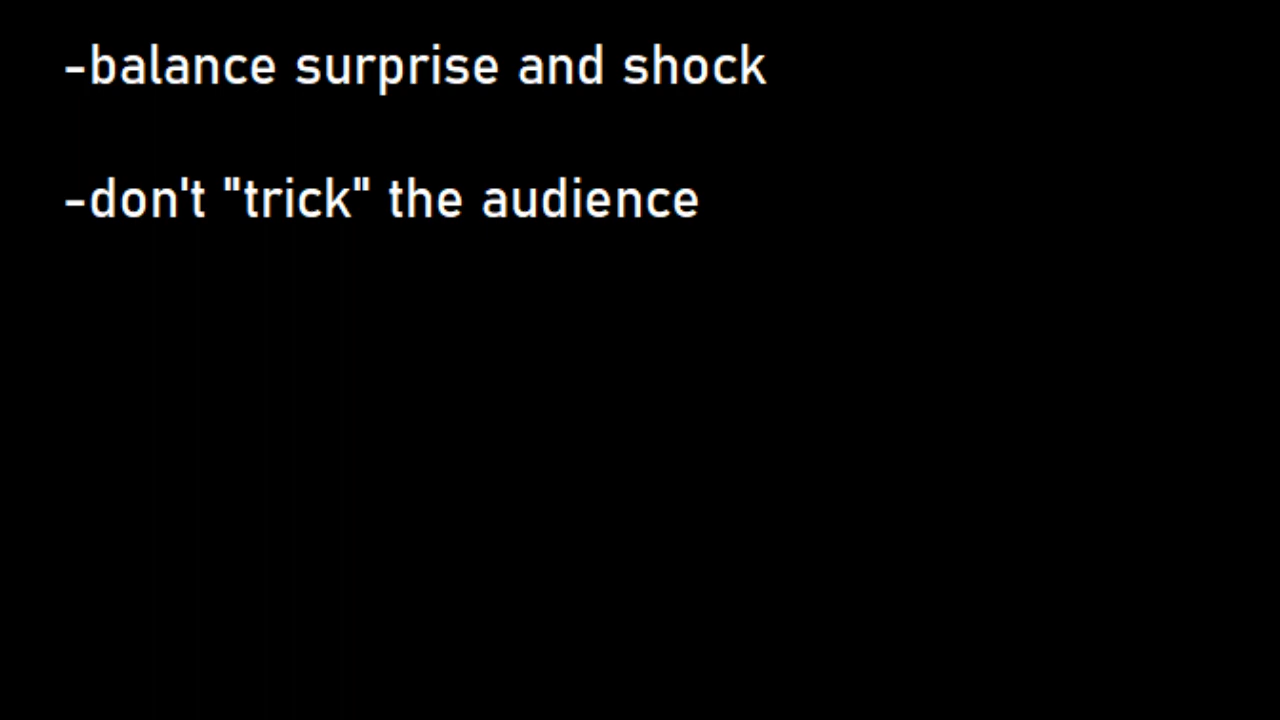 -balance surprise and shock
-don't "trick" the audience